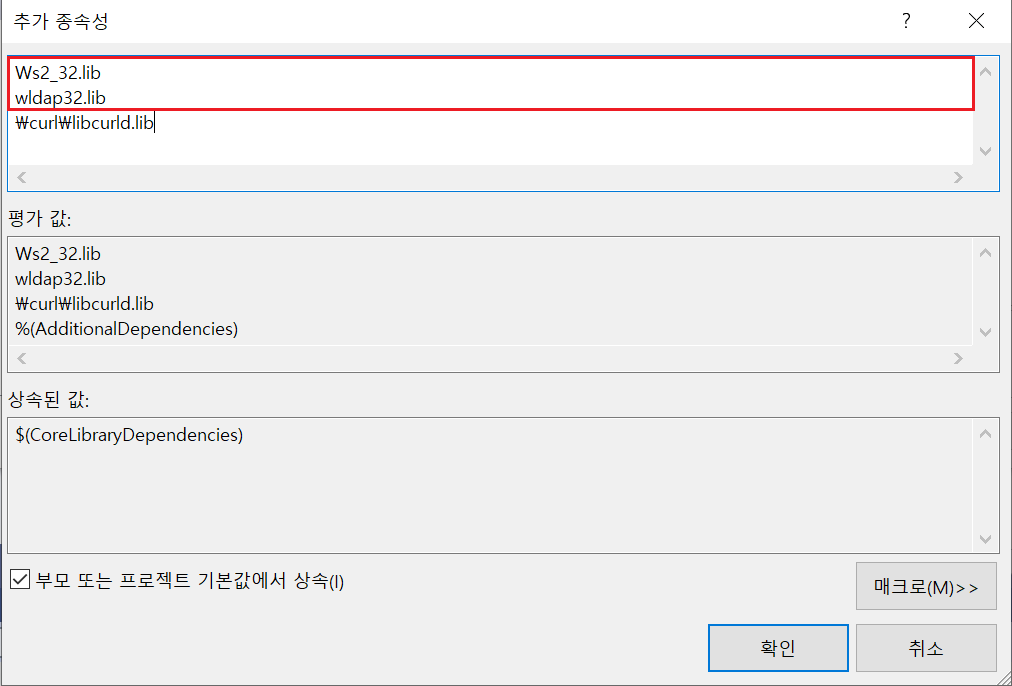 추가 종속성
?
Ws2_32.lib
wldap32.lib
₩curl₩libcurld.lib
평가 값:
Ws2_32.lib
wldap32.lib
₩curl₩libcurld.lib
%(AdditionalDependencies)
상속된 값:
$(CoreLibraryDependencies)
부모 또는 프로젝트 기본값에서 상속(I)
매크로(M)>>
확인
취소